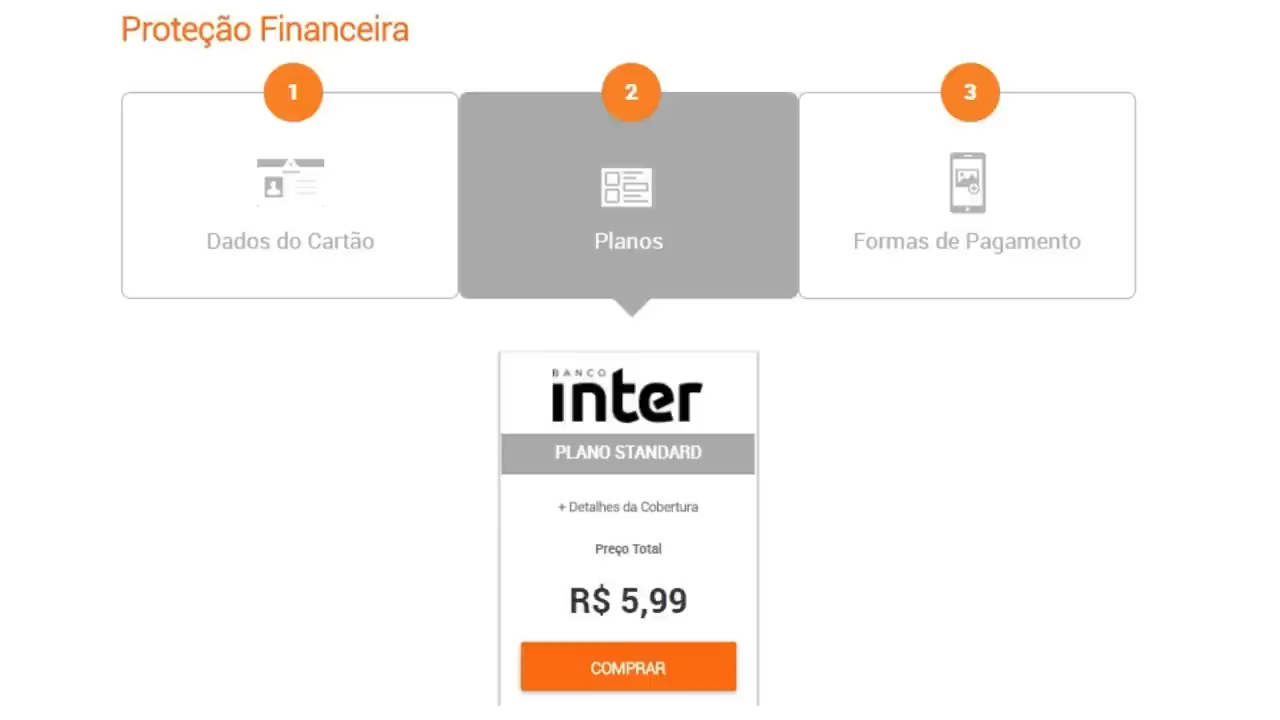 Proteção Financeira
1
2
3
Dados do Cartão
Planos
Formas de Pagamento
BANCO
inter
PLANO STANDARD
+ Detalhes da Cobertura
Preço Total
R$ 5,99
COMPRAR